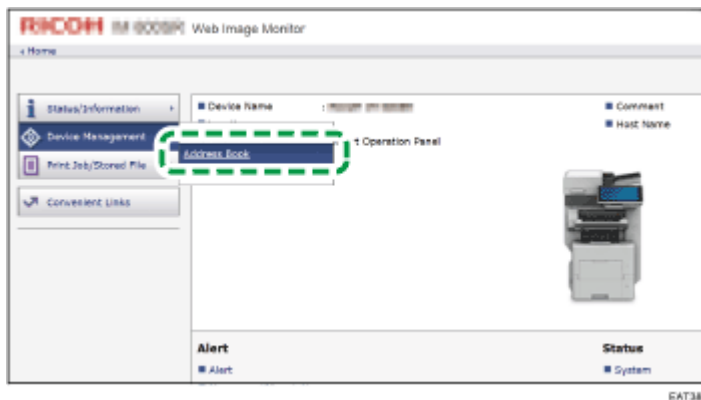 RICOH Web Image Monitor
Home
Status/Information
Device Management
Print Job/Stored File
Convenient Links
Device Name :
Address Book
t Operation Panel
Comment
Host Name
Alert
Alert
Status
System
EAT38